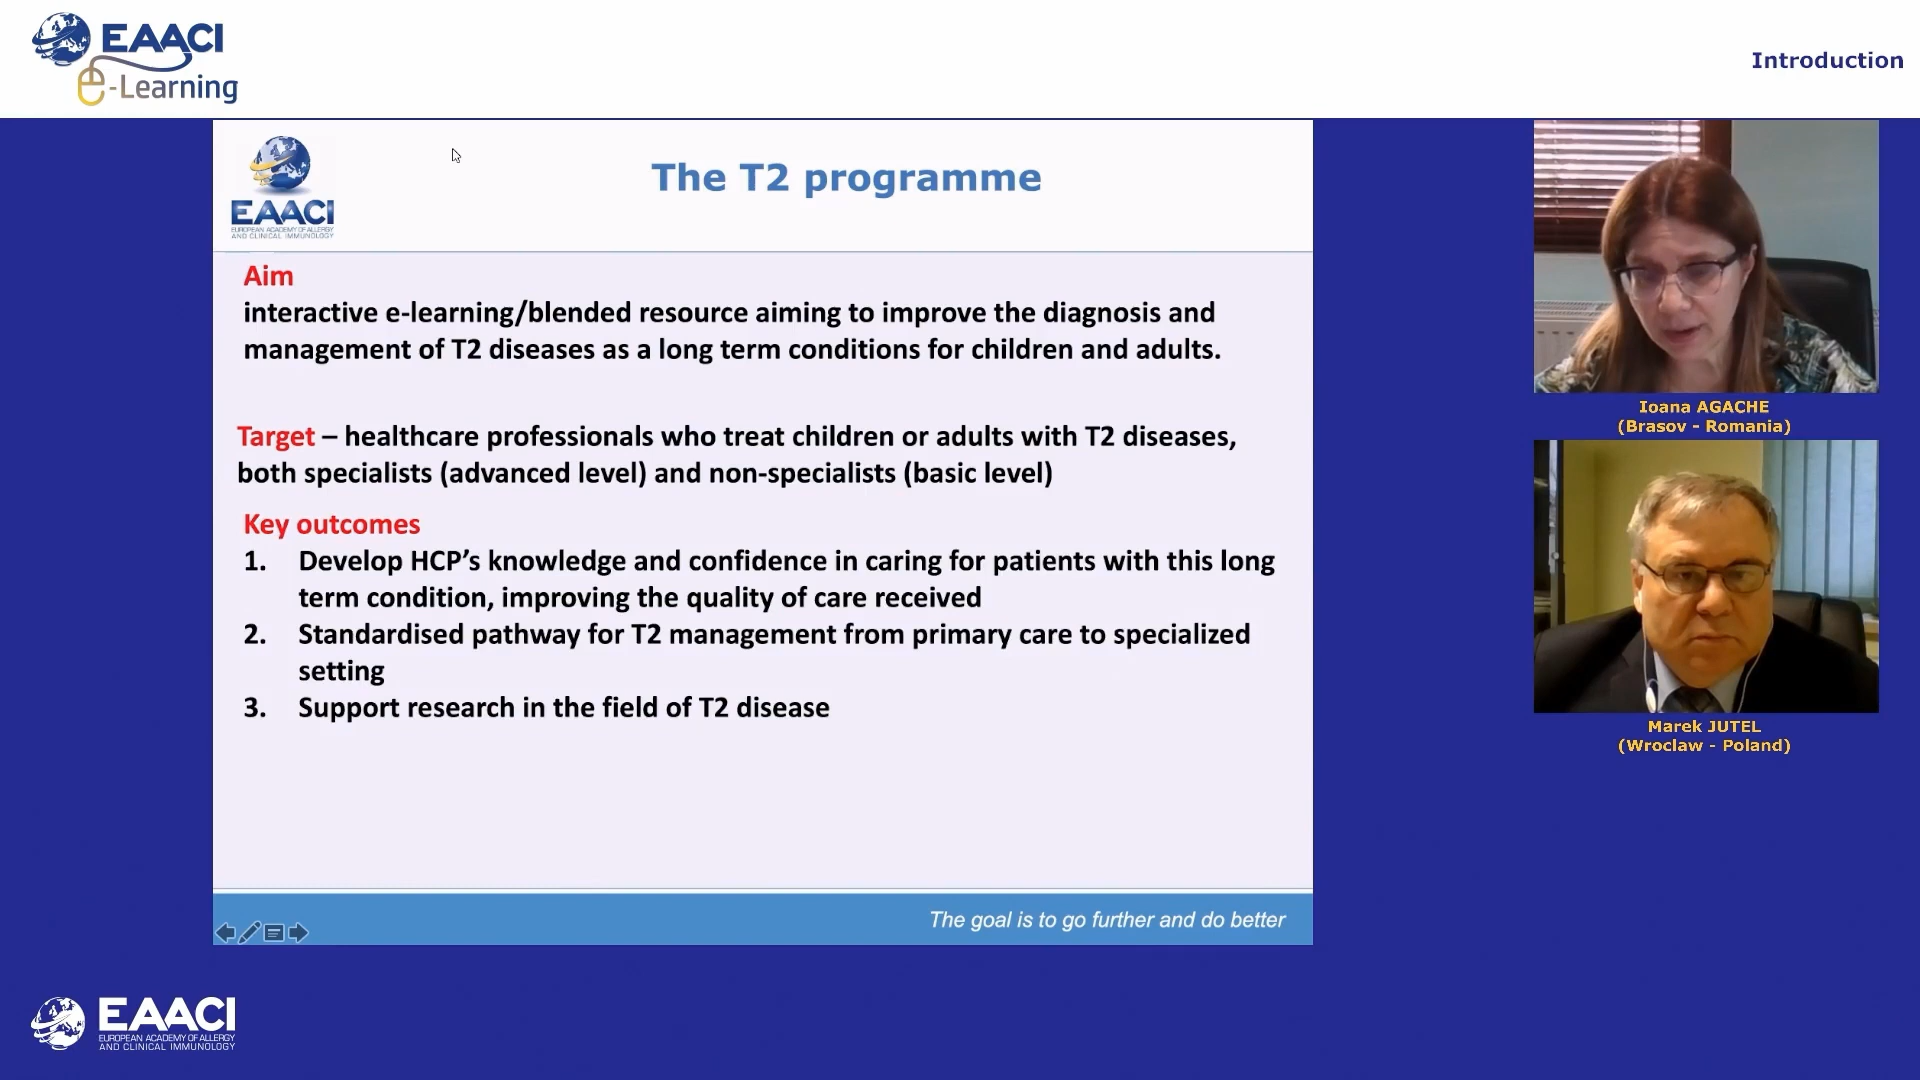 EAACI
e-Learning
Introduction
EAACI
EUROPEAN ACADEMY OF ALLERGY
AND CLINICAL IMMUNOLOGY
The T2 programme
Aim
interactive e-learning/blended resource aiming to improve the diagnosis and
management of T2 diseases as a long term conditions for children and adults.
Target – healthcare professionals who treat children or adults with T2 diseases,
both specialists (advanced level) and non-specialists (basic level)
Key outcomes
1. Develop HCP’s knowledge and confidence in caring for patients with this long
term condition, improving the quality of care received
2. Standardised pathway for T2 management from primary care to specialized
setting
3. Support research in the field of T2 disease
The goal is to go further and do better
Ioana AGACHE
(Brasov - Romania)
Marek JUTEL
(Wroclaw - Poland)
EAACI
EUROPEAN ACADEMY OF ALLERGY
AND CLINICAL IMMUNOLOGY